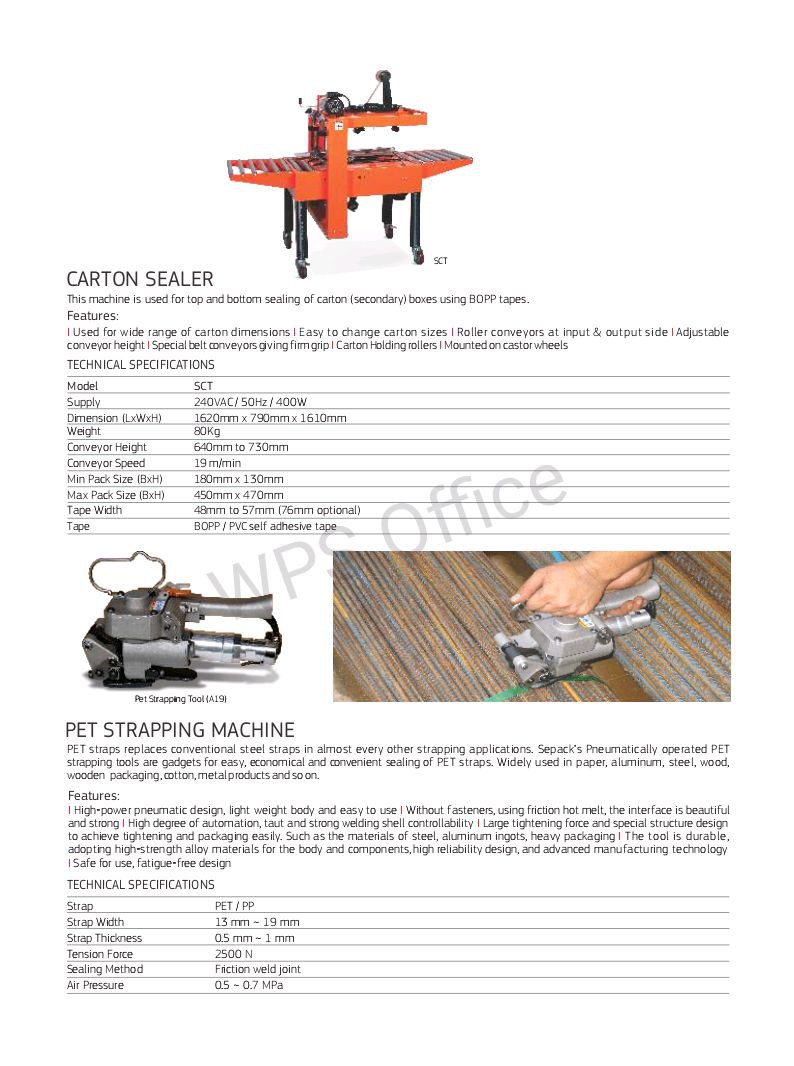 SCT
CARTON SEALER
This machine is used for top and bottom sealing of carton (secondary) boxes using BOPP tapes.
Features:
I Used for wide range of carton dimensions I Easy to change carton sizes I Roller conveyors at input & output side I Adjustable
conveyor height I Special belt conveyors giving firm grip I Carton Holding rollers I Mounted on castor wheels
TECHNICAL SPECIFICATIONS
Model SCT
Supply 240VAC / 50Hz / 400W
Dimension (LxWxH) 1620mm x 790mm x 1610mm
Weight 80Kg
Conveyor Height 640mm to 730mm
Conveyor Speed 19 m/min
Min Pack Size (BxH) 180mm x 130mm
Max Pack Size (BxH) 450mm x 470mm
Tape Width 48mm to 57mm (76mm optional)
Tape BOPP / PVC self adhesive tape
WPS Office
Pet Strapping Tool (A19)
PET STRAPPING MACHINE
PET straps replaces conventional steel straps in almost every other strapping applications. Sepack's Pneumatically operated PET
strapping tools are gadgets for easy, economical and convenient sealing of PET straps. Widely used in paper, aluminum, steel, wood,
wooden packaging, cotton, metal products and so on.
Features:
I High-power pneumatic design, light weight body and easy to use I Without fasteners, using friction hot melt, the interface is beautiful
and strong I High degree of automation, taut and strong welding shell controllability I Large tightening force and special structure design
to achieve tightening and packaging easily. Such as the materials of steel, aluminum ingots, heavy packaging I The tool is durable,
adopting high-strength alloy materials for the body and components, high reliability design, and advanced manufacturing technology
I Safe for use, fatigue-free design
TECHNICAL SPECIFICATIONS
Strap PET / PP
Strap Width 13 mm ~ 19 mm
Strap Thickness 0.5 mm ~ 1 mm
Tension Force 2500 N
Sealing Method Friction weld joint
Air Pressure 0.5 ~ 0.7 MPa